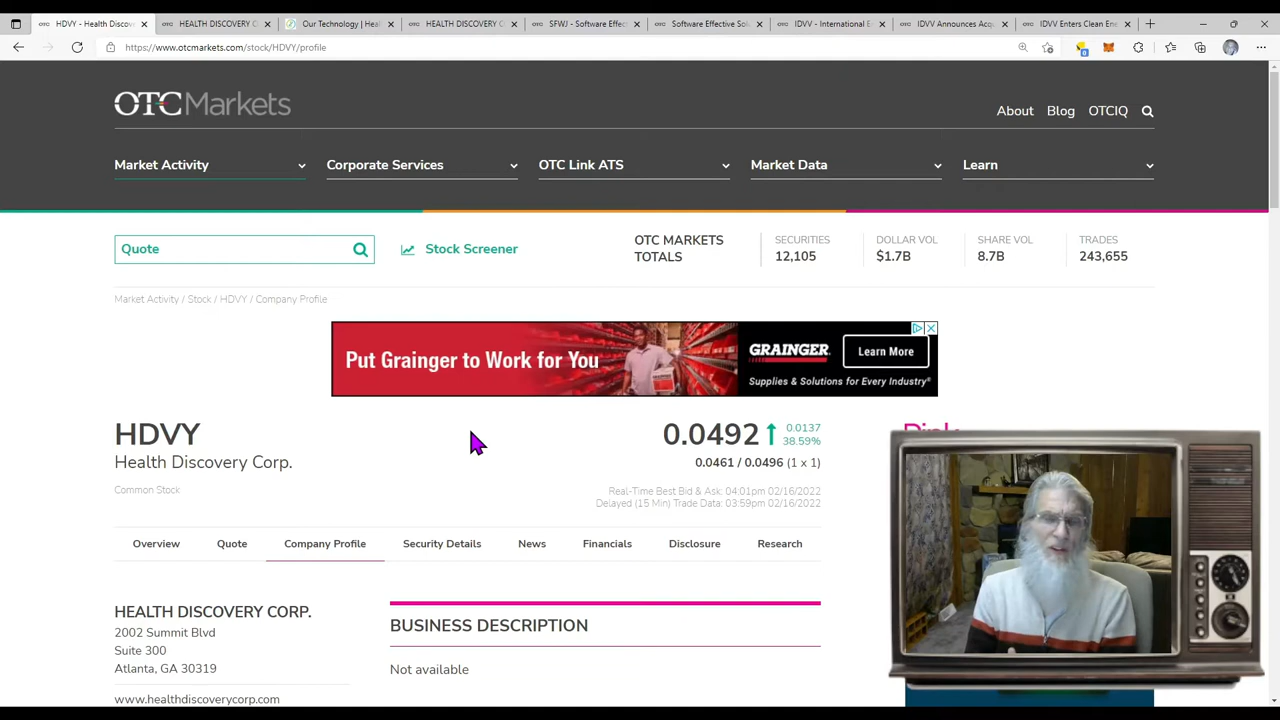 HDVY - Health Discove
HEALTH DISCOVERY C
Our Technology | Heal
HEALTH DISCOVERY C
SFWJ - Software Effec
Software Effective Sol
IDVV - International E
IDVV Announces Acq
IDVV Enters Clean Ene
https://www.otcmarkets.com/stock/HDVY/profile
OTCMarkets
About Blog OTCIQ
Market Activity Corporate Services OTC Link ATS Market Data Learn
Quote
Stock Screener
OTC MARKETS
TOTALS
SECURITIES
12,105
DOLLAR VOL
$1.7B
SHARE VOL
8.7B
TRADES
243,655
Market Activity / Stock / HDVY / Company Profile
Put Grainger to Work for You
GRAINGER
Learn More
Supplies & Solutions for Every Industry®
HDVY
Health Discovery Corp.
Common Stock
0.0492
0.0137
38.59%
0.0461 / 0.0496 (1 x 1)
Real-Time Best Bid & Ask: 04:01pm 02/16/2022
Delayed (15 Min) Trade Data: 03:59pm 02/16/2022
Pink
Overview Quote Company Profile Security Details News Financials Disclosure Research
HEALTH DISCOVERY CORP.
2002 Summit Blvd
Suite 300
Atlanta, GA 30319
www.healthdiscoverycorp.com
BUSINESS DESCRIPTION
Not available